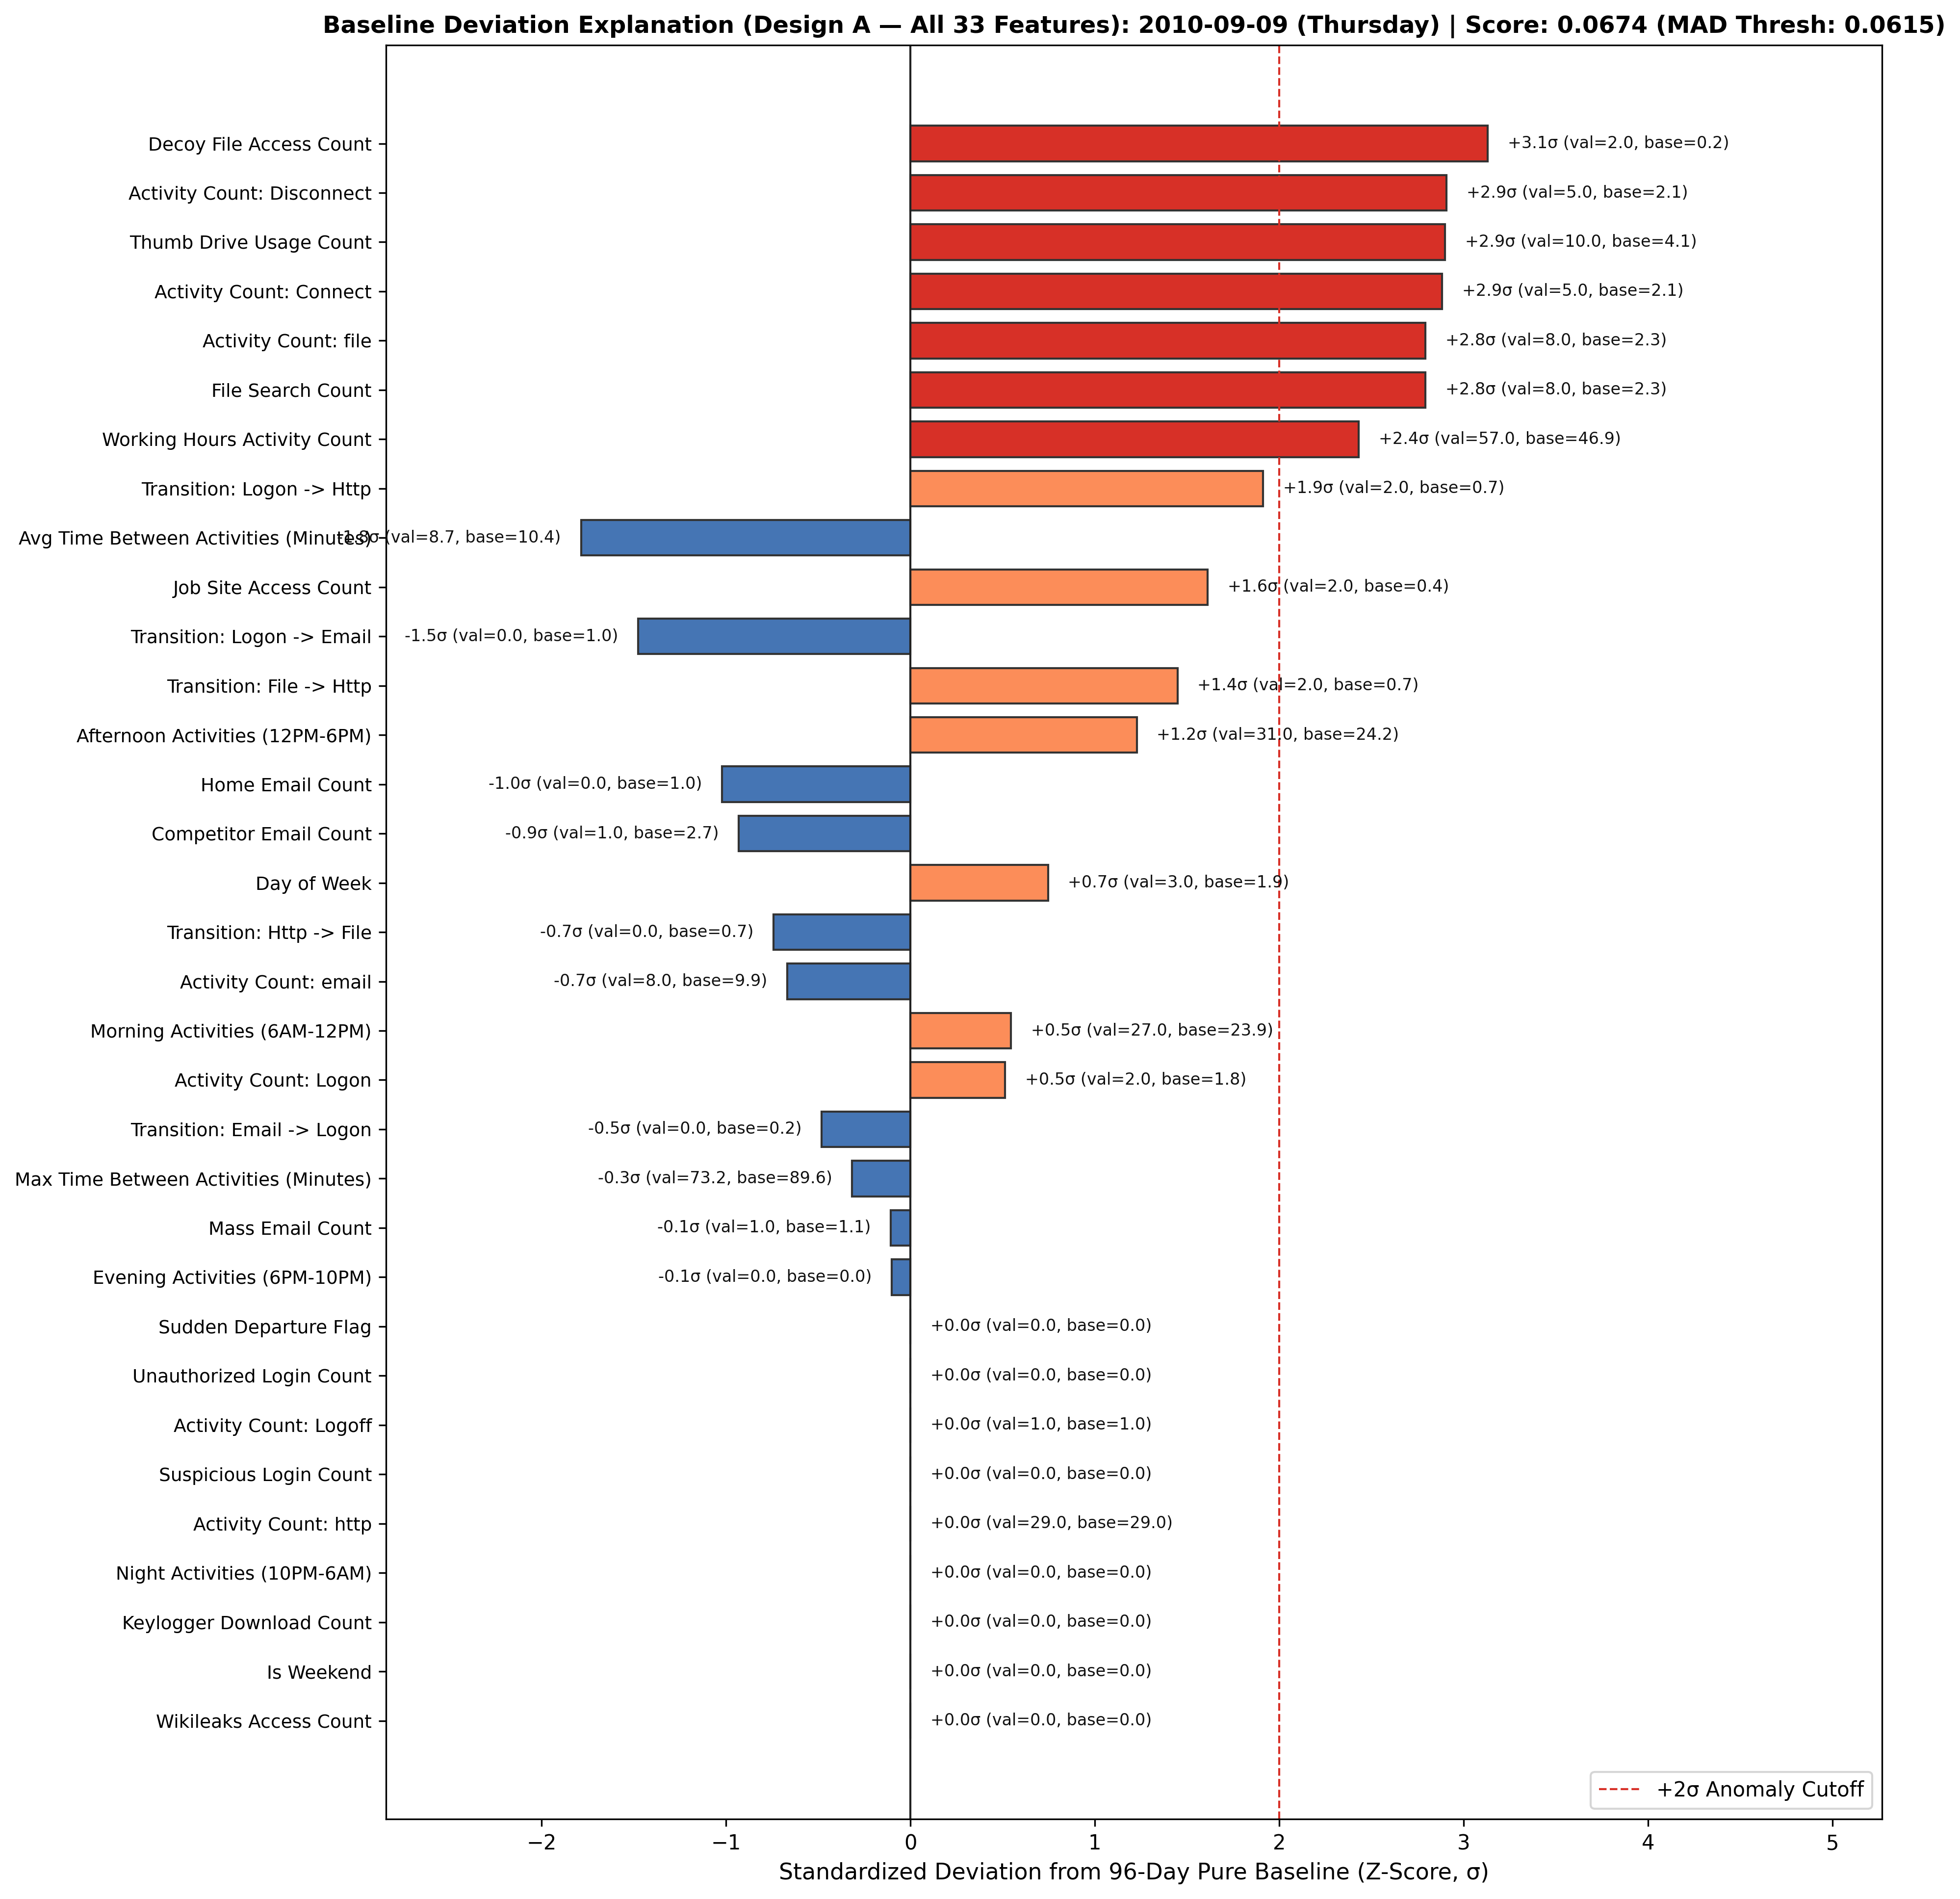 Baseline Deviation Explanation (Design A — All 33 Features): 2010-09-09 (Thursday) | Score: 0.0674 (MAD Thresh: 0.0615)
Decoy File Access Count +3.1σ (val=2.0, base=0.2)
Activity Count: Disconnect +2.9σ (val=5.0, base=2.1)
Thumb Drive Usage Count +2.9σ (val=10.0, base=4.1)
Activity Count: Connect +2.9σ (val=5.0, base=2.1)
Activity Count: file +2.8σ (val=8.0, base=2.3)
File Search Count +2.8σ (val=8.0, base=2.3)
Working Hours Activity Count +2.4σ (val=57.0, base=46.9)
Transition: Logon -> Http +1.9σ (val=2.0, base=0.7)
Avg Time Between Activities (Minutes) -1.8σ (val=8.7, base=10.4)
Job Site Access Count +1.6σ (val=2.0, base=0.4)
Transition: Logon -> Email -1.5σ (val=0.0, base=1.0)
Transition: File -> Http +1.4σ (val=2.0, base=0.7)
Afternoon Activities (12PM-6PM) +1.2σ (val=31.0, base=24.2)
Home Email Count -1.0σ (val=0.0, base=1.0)
Competitor Email Count -0.9σ (val=1.0, base=2.7)
Day of Week +0.7σ (val=3.0, base=1.9)
Transition: Http -> File -0.7σ (val=0.0, base=0.7)
Activity Count: email -0.7σ (val=8.0, base=9.9)
Morning Activities (6AM-12PM) +0.5σ (val=27.0, base=23.9)
Activity Count: Logon +0.5σ (val=2.0, base=1.8)
Transition: Email -> Logon -0.5σ (val=0.0, base=0.2)
Max Time Between Activities (Minutes) -0.3σ (val=73.2, base=89.6)
Mass Email Count -0.1σ (val=1.0, base=1.1)
Evening Activities (6PM-10PM) -0.1σ (val=0.0, base=0.0)
Sudden Departure Flag +0.0σ (val=0.0, base=0.0)
Unauthorized Login Count +0.0σ (val=0.0, base=0.0)
Activity Count: Logoff +0.0σ (val=1.0, base=1.0)
Suspicious Login Count +0.0σ (val=0.0, base=0.0)
Activity Count: http +0.0σ (val=29.0, base=29.0)
Night Activities (10PM-6AM) +0.0σ (val=0.0, base=0.0)
Keylogger Download Count +0.0σ (val=0.0, base=0.0)
Is Weekend +0.0σ (val=0.0, base=0.0)
Wikileaks Access Count +0.0σ (val=0.0, base=0.0)
+2σ Anomaly Cutoff
−2 −1 0 1 2 3 4 5
Standardized Deviation from 96-Day Pure Baseline (Z-Score, σ)